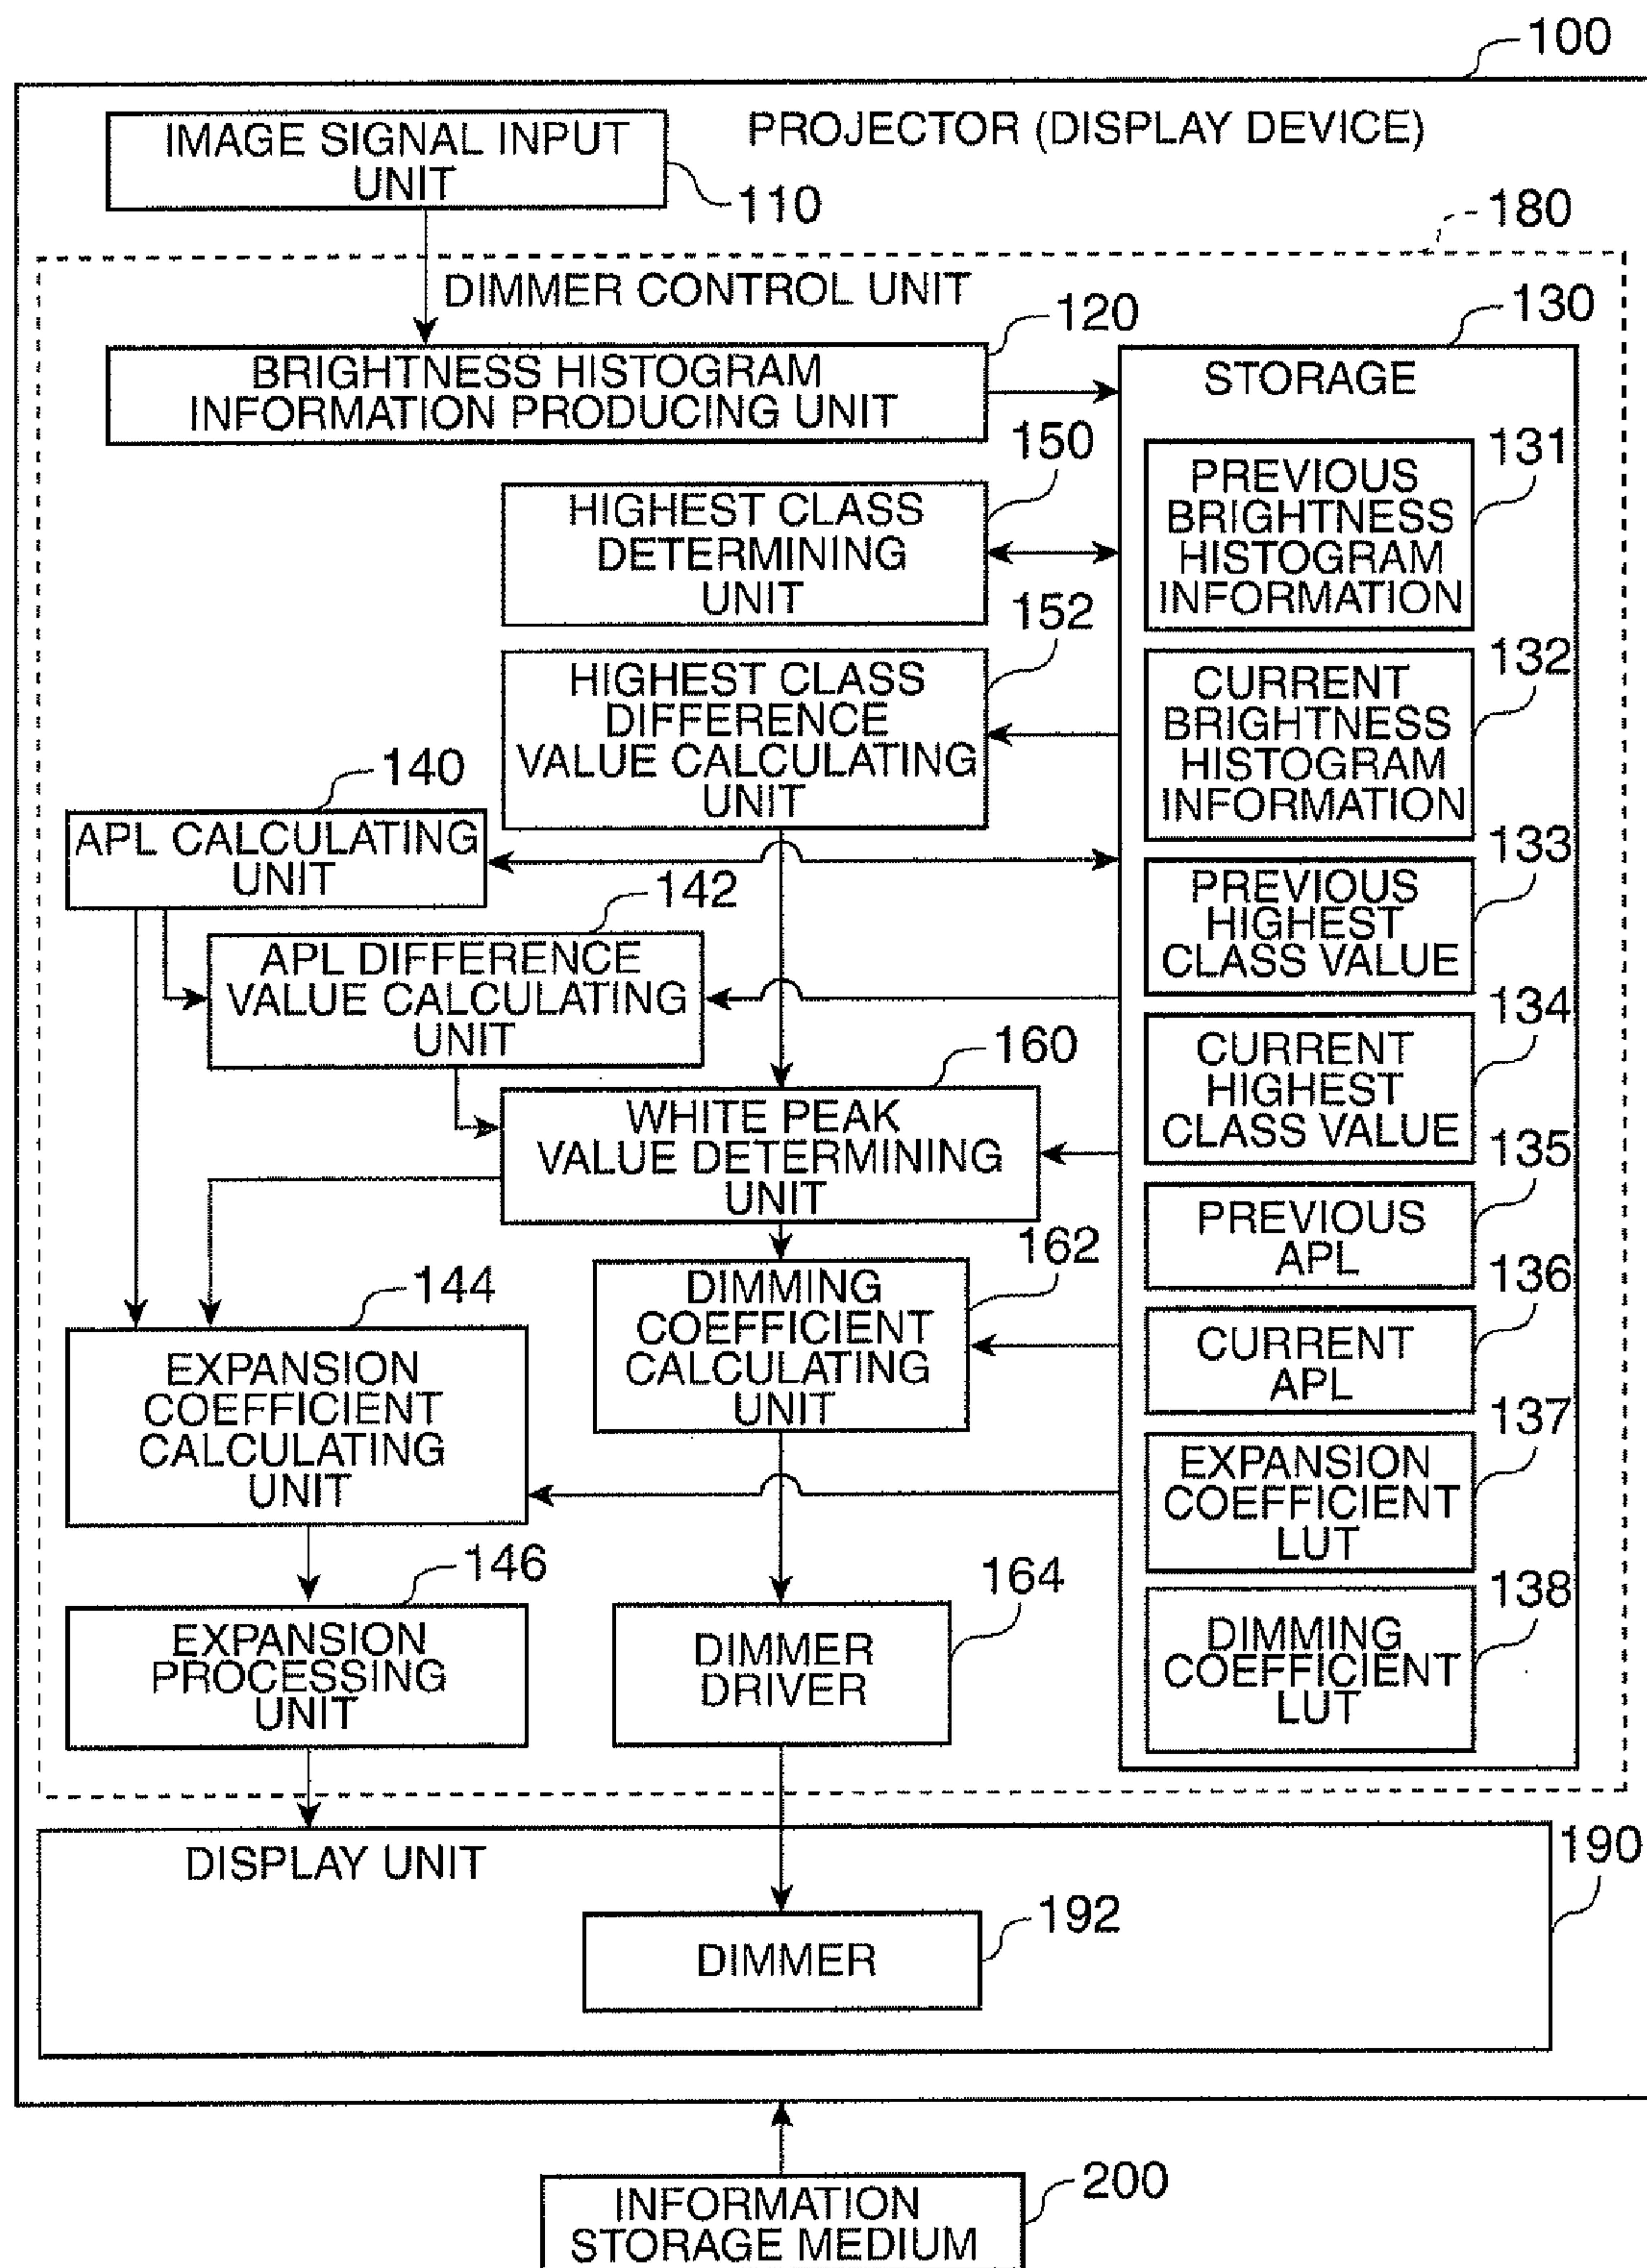 100
PROJECTOR (DISPLAY DEVICE)
IMAGE SIGNAL INPUT
UNIT
110
180
DIMMER CONTROL UNIT
120
BRIGHTNESS HISTOGRAM
INFORMATION PRODUCING UNIT
130
STORAGE
150
HIGHEST CLASS
DETERMINING
UNIT
131
PREVIOUS
BRIGHTNESS
HISTOGRAM
INFORMATION
152
HIGHEST CLASS
DIFFERENCE
VALUE CALCULATING
UNIT
132
CURRENT
BRIGHTNESS
HISTOGRAM
INFORMATION
140
APL CALCULATING
UNIT
133
PREVIOUS
HIGHEST
CLASS VALUE
142
APL DIFFERENCE
VALUE CALCULATING
UNIT
134
CURRENT
HIGHEST
CLASS VALUE
160
WHITE PEAK
VALUE DETERMINING
UNIT
135
PREVIOUS
APL
162
DIMMING
COEFFICIENT
CALCULATING
UNIT
136
CURRENT
APL
144
EXPANSION
COEFFICIENT
CALCULATING
UNIT
137
EXPANSION
COEFFICIENT
LUT
146
EXPANSION
PROCESSING
UNIT
164
DIMMER
DRIVER
138
DIMMING
COEFFICIENT
LUT
190
DISPLAY UNIT
192
DIMMER
200
INFORMATION
STORAGE MEDIUM